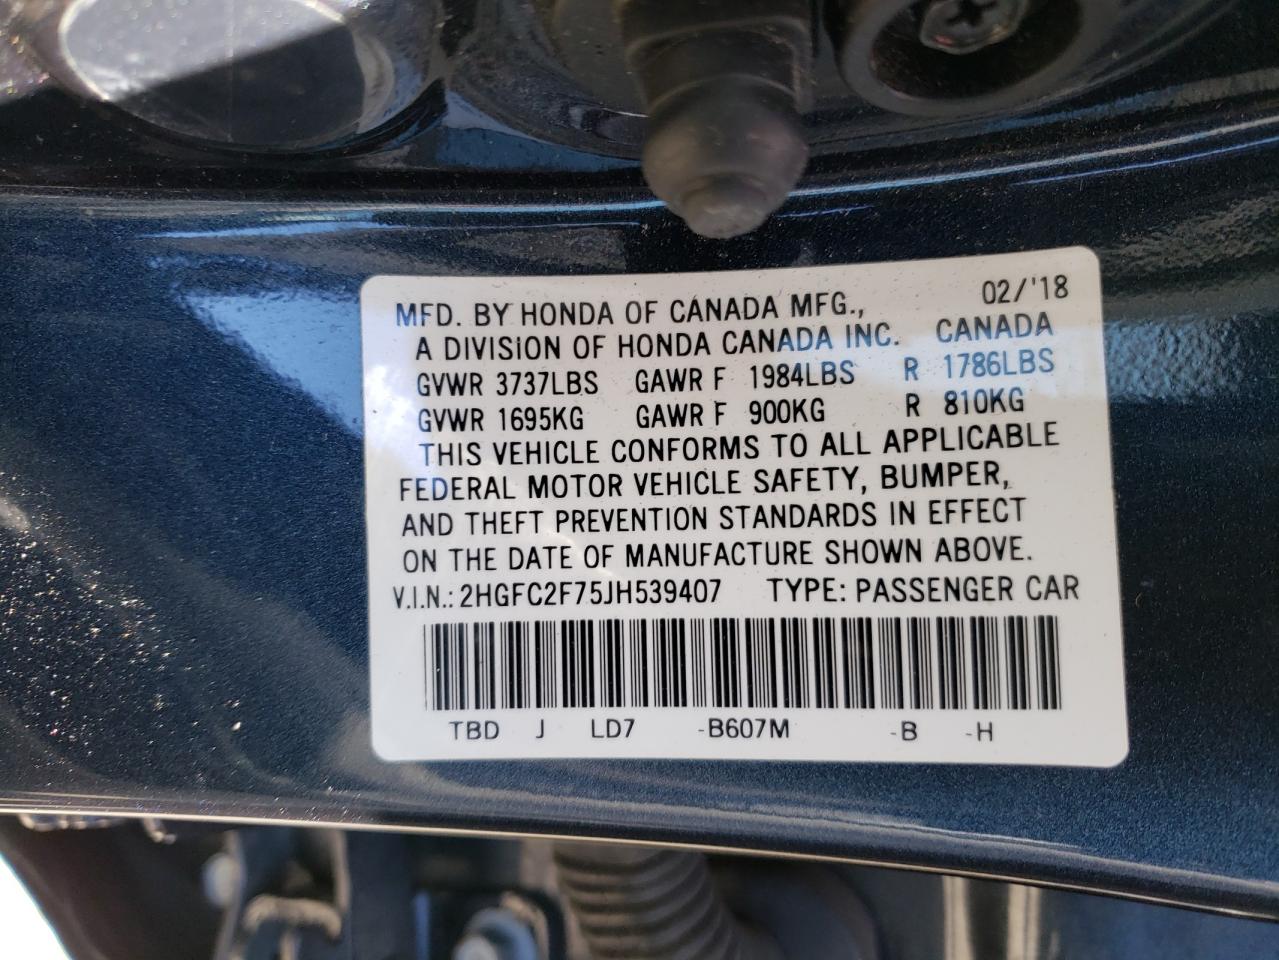 MFD. BY HONDA OF CANADA MFG., 02/'18
A DIVISION OF HONDA CANADA INC. CANADA
GVWR 3737LBS GAWR F 1984LBS R 1786LBS
GVWR 1695KG GAWR F 900KG R 810KG
THIS VEHICLE CONFORMS TO ALL APPLICABLE
FEDERAL MOTOR VEHICLE SAFETY, BUMPER,
AND THEFT PREVENTION STANDARDS IN EFFECT
ON THE DATE OF MANUFACTURE SHOWN ABOVE.
V.I.N.: 2HGFC2F75JH539407 TYPE: PASSENGER CAR
TBD J LD7 -B607M -B -H